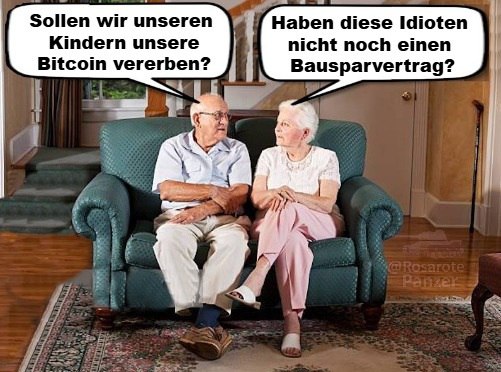 Sollen wir unseren
Kindern unsere
Bitcoin vererben?
Haben diese Idioten
nicht noch einen
Bausparvertrag?
@Rosarote
Panzer